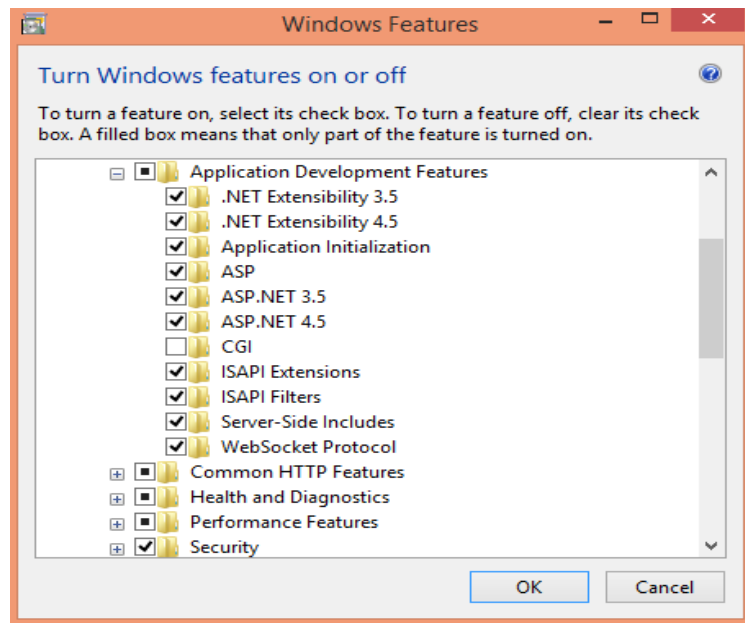 Windows Features
Turn Windows features on or off
To turn a feature on, select its check box. To turn a feature off, clear its check
box. A filled box means that only part of the feature is turned on.
Application Development Features
.NET Extensibility 3.5
.NET Extensibility 4.5
Application Initialization
ASP
ASP.NET 3.5
ASP.NET 4.5
CGI
ISAPI Extensions
ISAPI Filters
Server-Side Includes
WebSocket Protocol
Common HTTP Features
Health and Diagnostics
Performance Features
Security
OK Cancel